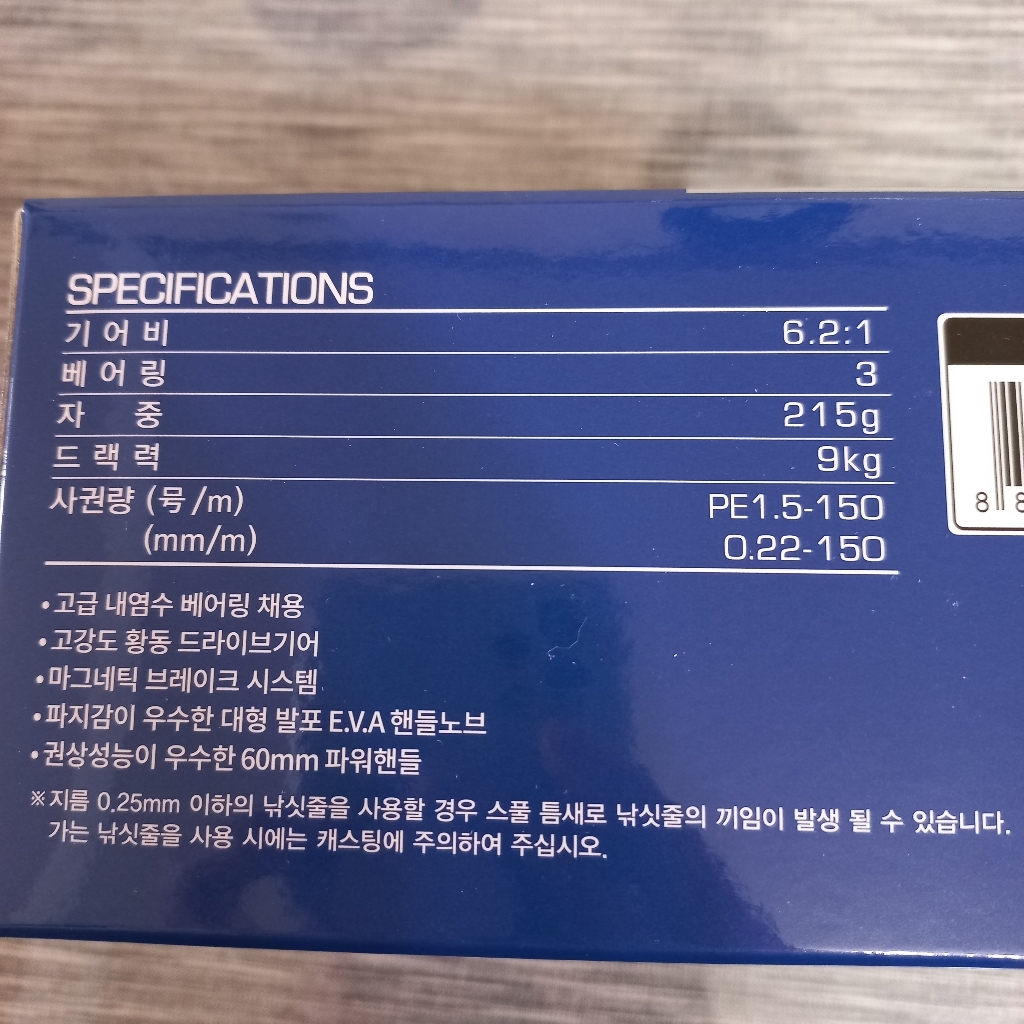 SPECIFICATIONS
기어비 6.2:1
베어링 3
자 중 215g
드랙력 9kg
사권량 (号/m) PE1.5-150
(mm/m) 0.22-150
•고급 내염수 베어링 채용
•고강도 황동 드라이브기어
•마그네틱 브레이크 시스템
•파지감이 우수한 대형 발포 E.V.A 핸들노브
•권상성능이 우수한 60mm 파워핸들
※지름 0.25mm 이하의 낚싯줄을 사용할 경우 스풀 틈새로 낚싯줄의 끼임이 발생 될 수 있습니다.
가는 낚싯줄을 사용 시에는 캐스팅에 주의하여 주십시오.
8